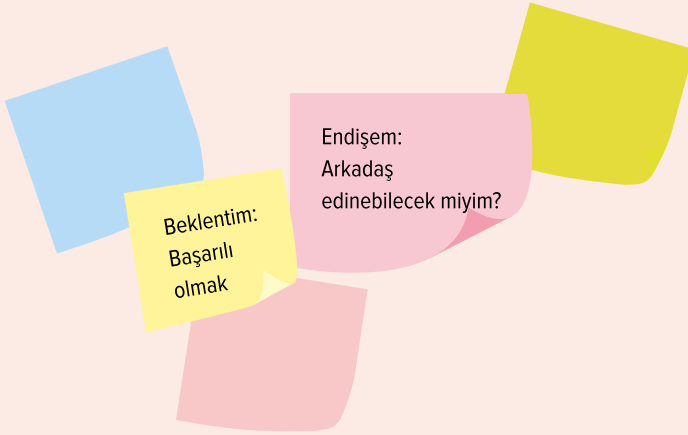 Endişem:
Arkadaş
edinebilecek miyim?
Beklentim:
Başarılı
olmak